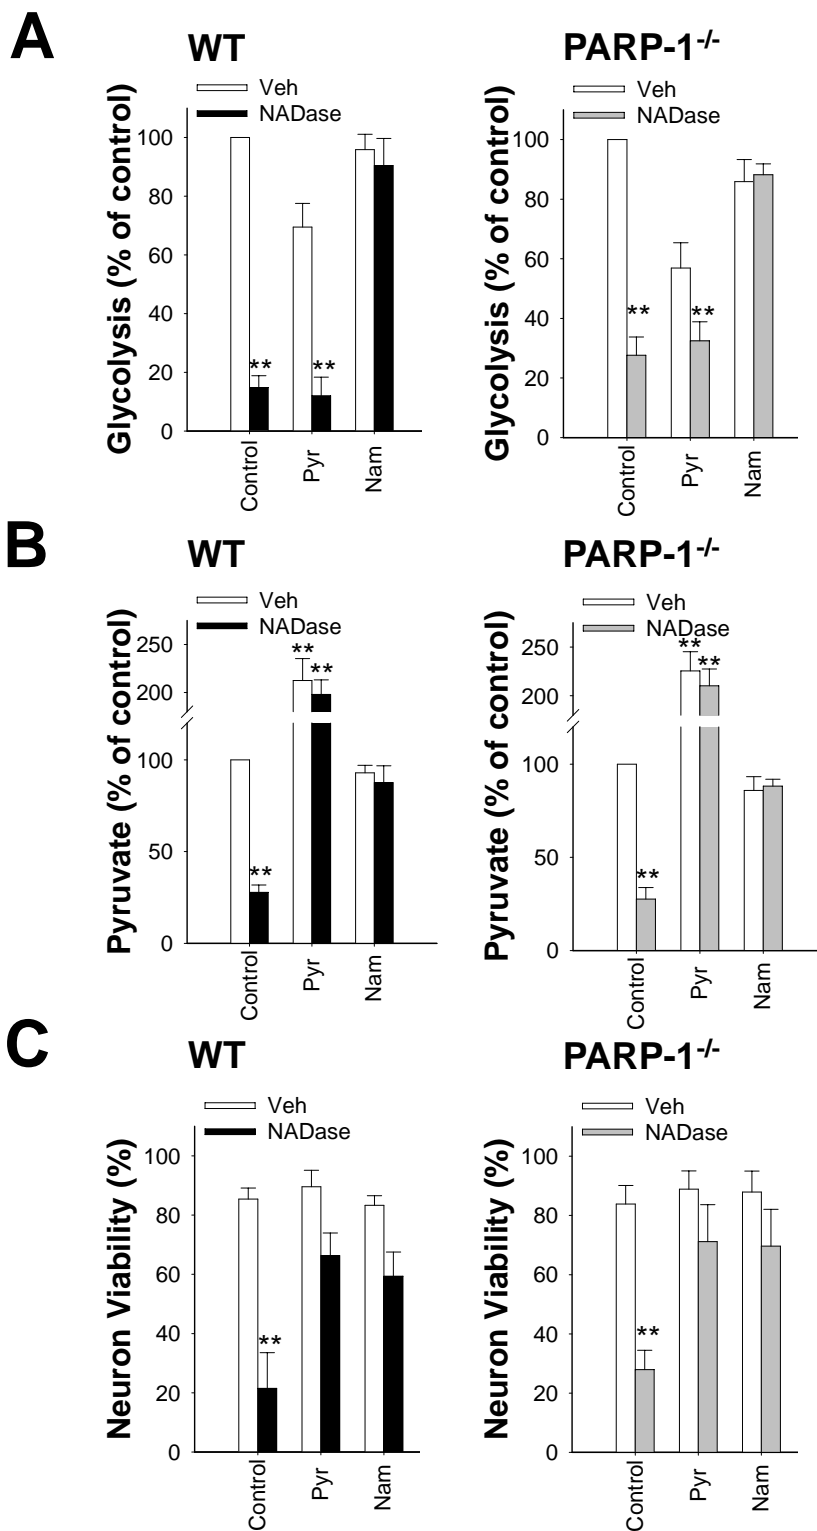 A
WT
Veh
NADase
Glycolysis (% of control)
100
80
60
40
20
0
**
**
Control
Pyr
Nam
PARP-1-/-
Veh
NADase
Glycolysis (% of control)
100
80
60
40
20
0
**
**
Control
Pyr
Nam
B
WT
Veh
NADase
Pyruvate (% of control)
250
200
100
50
0
**
**
**
Control
Pyr
Nam
PARP-1-/-
Veh
NADase
Pyruvate (% of control)
250
200
100
50
0
**
**
**
Control
Pyr
Nam
C
WT
Veh
NADase
Neuron Viability (%)
100
80
60
40
20
0
**
Control
Pyr
Nam
PARP-1-/-
Veh
NADase
Neuron Viability (%)
100
80
60
40
20
0
**
Control
Pyr
Nam